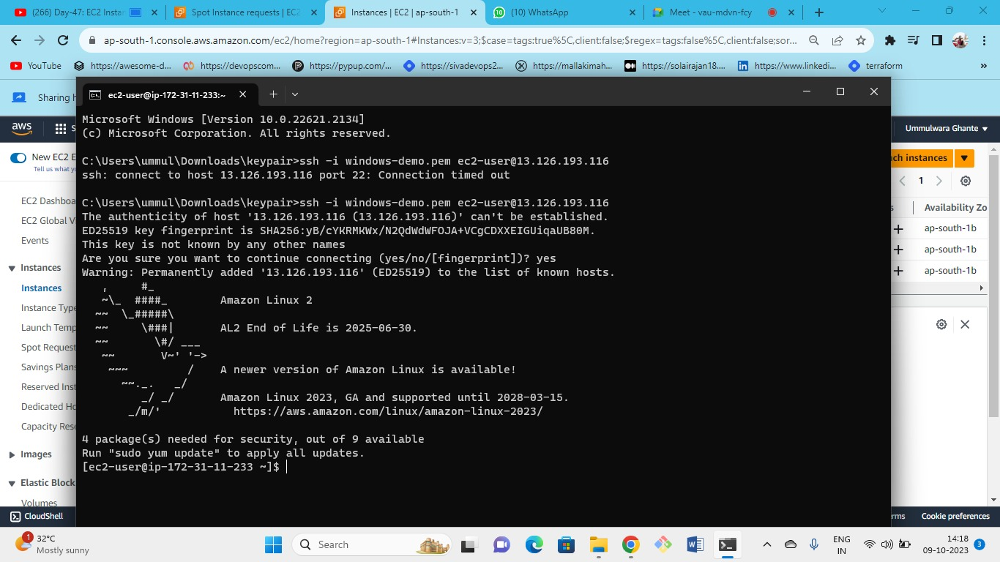 (266) Day-47: EC2 Instan
Spot Instance requests | EC2
Instances | EC2 | ap-south-1
(10) WhatsApp
Meet - vau-mdvn-fcy
ap-south-1.console.aws.amazon.com/ec2/home?region=ap-south-1#Instances:v=3;$case=tags:true%5C,client:false;$regex=tags:false%5C,client:false;sor...
YouTube
https://awesome-d...
https://devopscom...
https://pypup.com/...
https://sivadevops2...
https://mallakimah...
https://solairajan18....
https://www.linkedi...
terraform
»
Sharing h
aws
S
Ummulwara Ghante
New EC2 E
Tell us what yo
EC2 Dashboa
EC2 Global V
Events
Instances
Instances
Instance Type
Launch Temp
Spot Request
Savings Plans
Reserved Inst
Dedicated Ho
Capacity Rese
Images
Elastic Block
Volumes
CloudShell
ec2-user@ip-172-31-11-233:~
Microsoft Windows [Version 10.0.22621.2134]
(c) Microsoft Corporation. All rights reserved.
C:\Users\ummul\Downloads\keypair>ssh -i windows-demo.pem ec2-user@13.126.193.116
ssh: connect to host 13.126.193.116 port 22: Connection timed out
C:\Users\ummul\Downloads\keypair>ssh -i windows-demo.pem ec2-user@13.126.193.116
The authenticity of host '13.126.193.116 (13.126.193.116)' can't be established.
ED25519 key fingerprint is SHA256:yB/cYKRMKWx/N2QdWdWFOJA+VCgCDXXEIGUiqaUB80M.
This key is not known by any other names
Are you sure you want to continue connecting (yes/no/[fingerprint])? yes
Warning: Permanently added '13.126.193.116' (ED25519) to the list of known hosts.
   ,     #_
   ~\_  ####_        Amazon Linux 2
  ~~  \_#####\
  ~~     \###|       AL2 End of Life is 2025-06-30.
  ~~       \#/ ___
   ~~       V~' '->
    ~~~         /    A newer version of Amazon Linux is available!
      ~~._.   _/
         _/ _/       Amazon Linux 2023, GA and supported until 2028-03-15.
       _/m/'           https://aws.amazon.com/linux/amazon-linux-2023/
4 package(s) needed for security, out of 9 available
Run "sudo yum update" to apply all updates.
[ec2-user@ip-172-31-11-233 ~]$
ch instances
1
s
Availability Zo
ap-south-1b
ap-south-1b
ap-south-1b
rms
Cookie preferences
1
32°C
Mostly sunny
Search
ENG
IN
14:18
09-10-2023
3